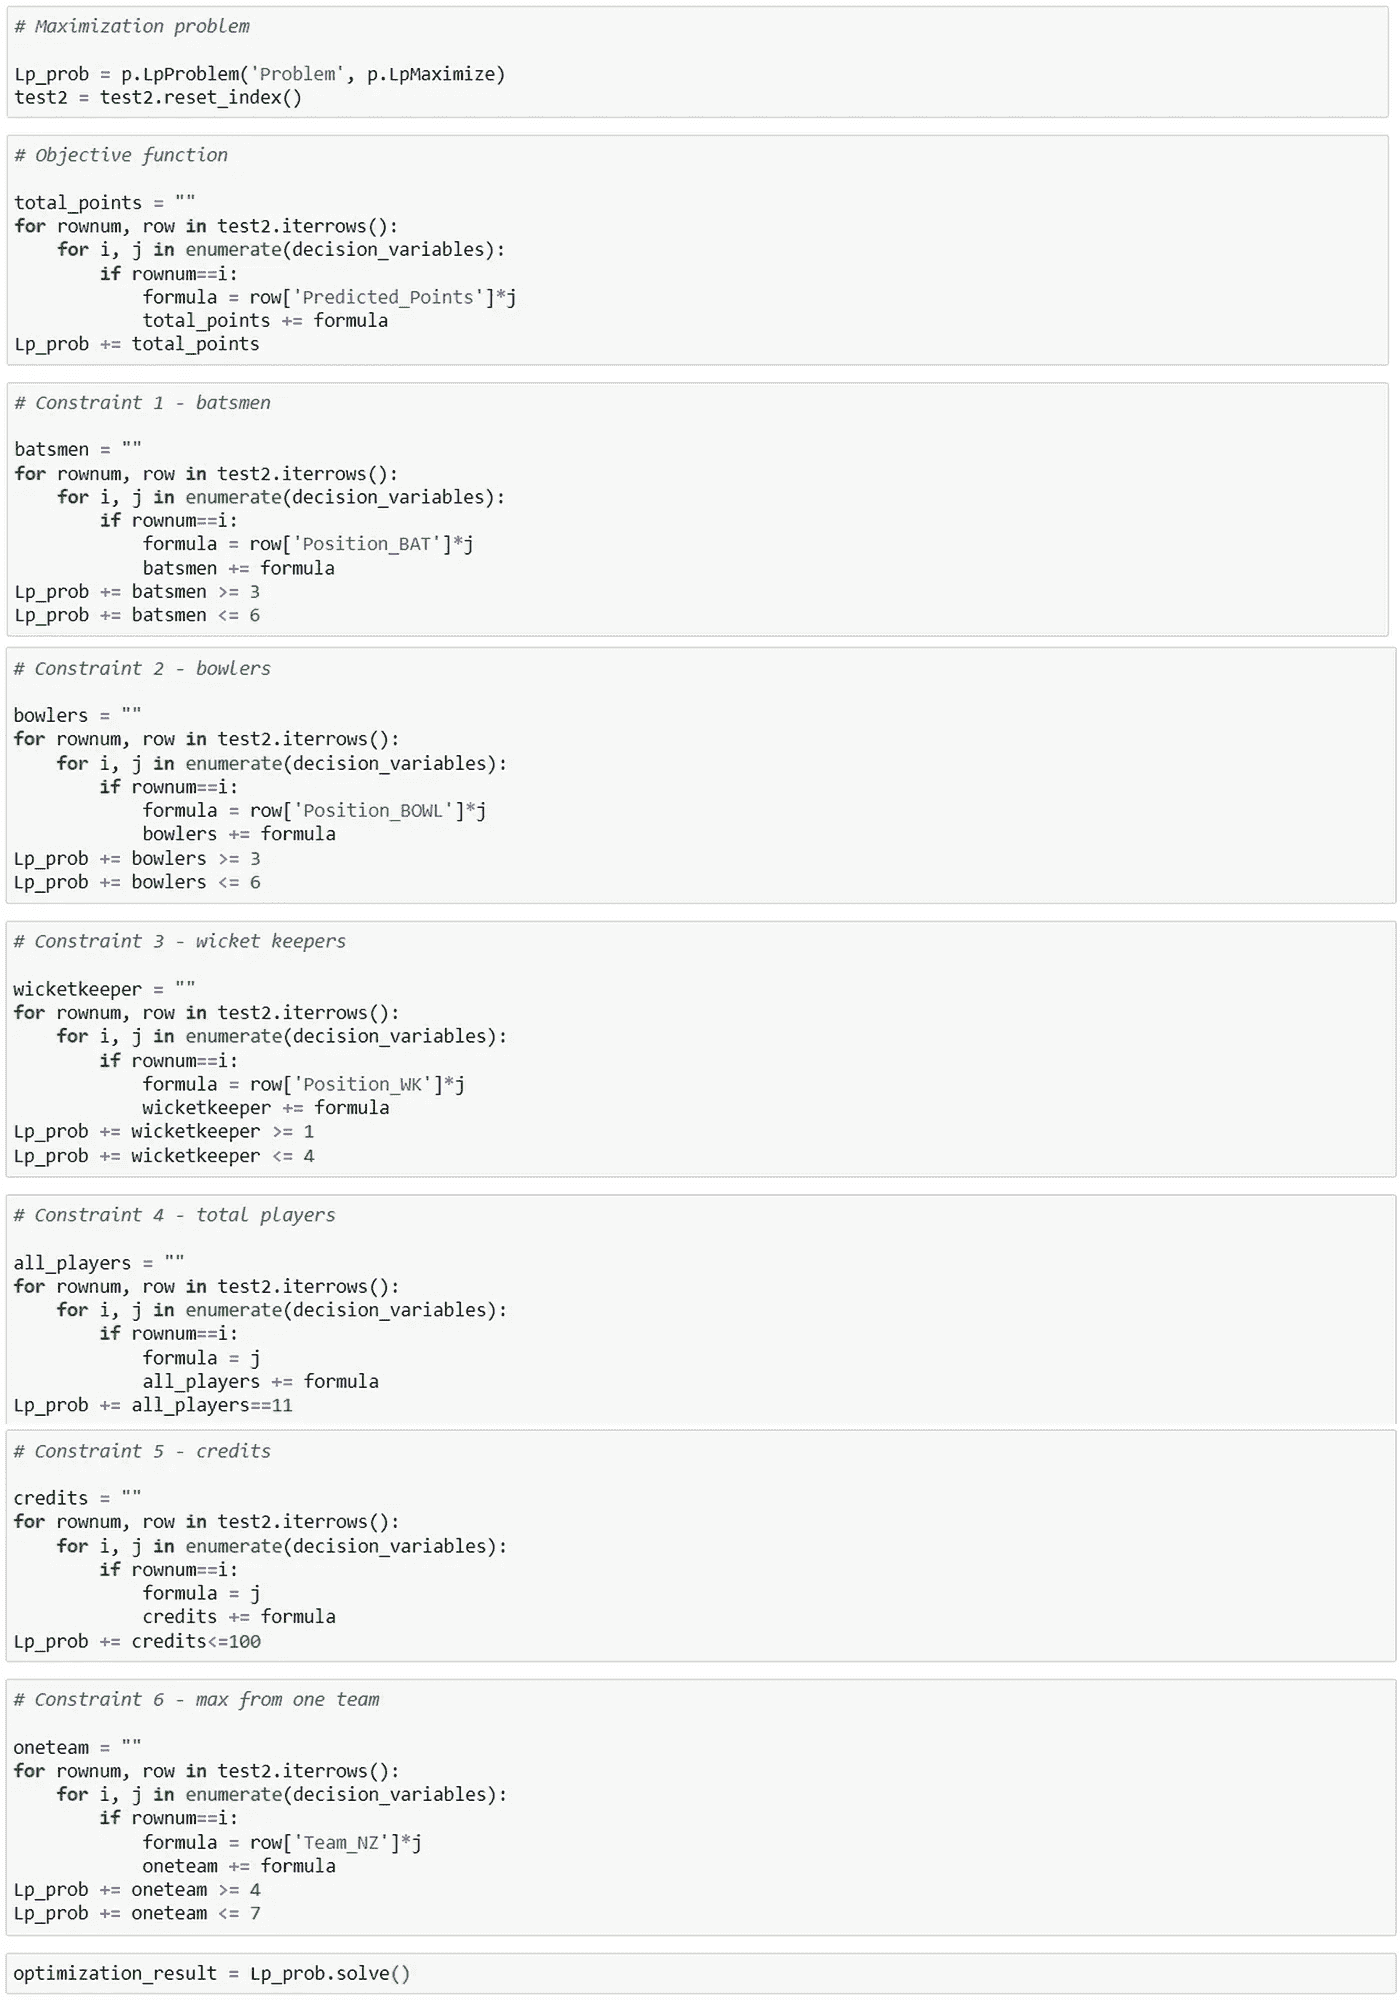 # Maximization problem
Lp_prob = p.LpProblem('Problem', p.LpMaximize)
test2 = test2.reset_index()
# Objective function
total_points = ""
for rownum, row in test2.iterrows():
    for i, j in enumerate(decision_variables):
        if rownum==i:
            formula = row['Predicted_Points']*j
            total_points += formula
Lp_prob += total_points
# Constraint 1 - batsmen
batsmen = ""
for rownum, row in test2.iterrows():
    for i, j in enumerate(decision_variables):
        if rownum==i:
            formula = row['Position_BAT']*j
            batsmen += formula
Lp_prob += batsmen >= 3
Lp_prob += batsmen <= 6
# Constraint 2 - bowlers
bowlers = ""
for rownum, row in test2.iterrows():
    for i, j in enumerate(decision_variables):
        if rownum==i:
            formula = row['Position_BOWL']*j
            bowlers += formula
Lp_prob += bowlers >= 3
Lp_prob += bowlers <= 6
# Constraint 3 - wicket keepers
wicketkeeper = ""
for rownum, row in test2.iterrows():
    for i, j in enumerate(decision_variables):
        if rownum==i:
            formula = row['Position_WK']*j
            wicketkeeper += formula
Lp_prob += wicketkeeper >= 1
Lp_prob += wicketkeeper <= 4
# Constraint 4 - total players
all_players = ""
for rownum, row in test2.iterrows():
    for i, j in enumerate(decision_variables):
        if rownum==i:
            formula = j
            all_players += formula
Lp_prob += all_players==11
# Constraint 5 - credits
credits = ""
for rownum, row in test2.iterrows():
    for i, j in enumerate(decision_variables):
        if rownum==i:
            formula = j
            credits += formula
Lp_prob += credits<=100
# Constraint 6 - max from one team
oneteam = ""
for rownum, row in test2.iterrows():
    for i, j in enumerate(decision_variables):
        if rownum==i:
            formula = row['Team_NZ']*j
            oneteam += formula
Lp_prob += oneteam >= 4
Lp_prob += oneteam <= 7
optimization_result = Lp_prob.solve()